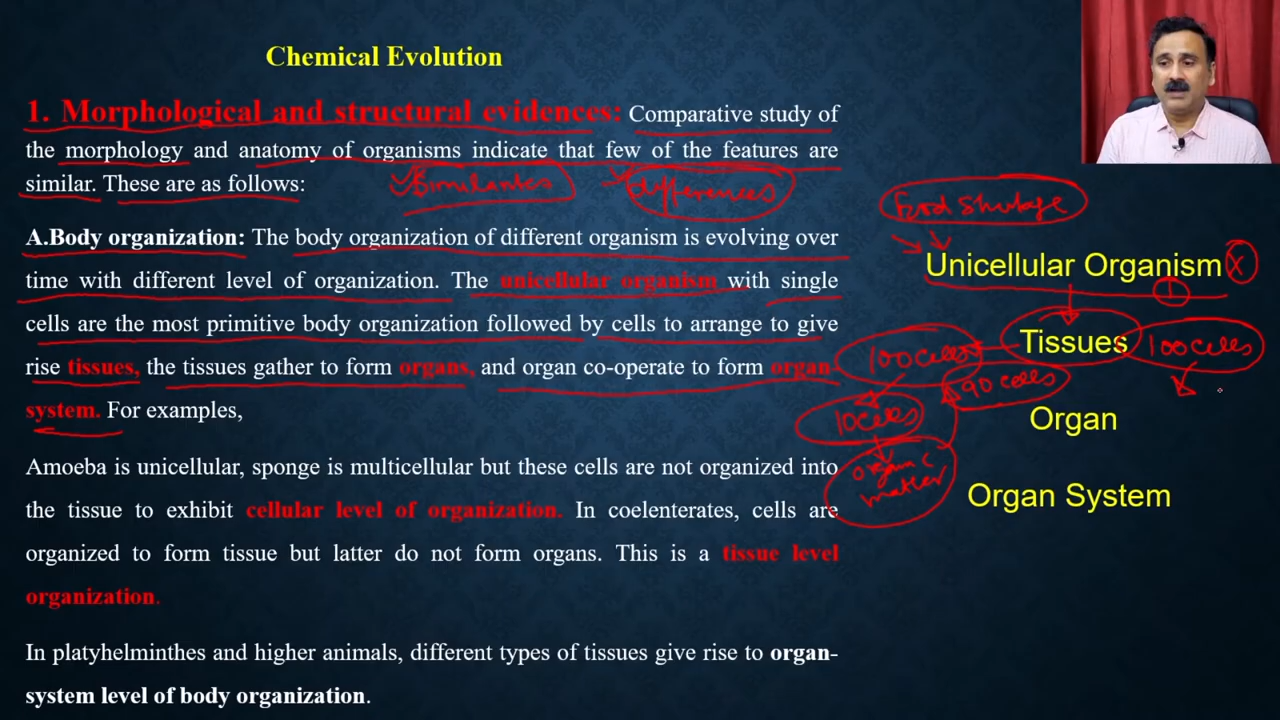 Chemical Evolution
1. Morphological and structural evidences: Comparative study of
the morphology and anatomy of organisms indicate that few of the features are
similar. These are as follows:
Similarities differences
A.Body organization: The body organization of different organism is evolving over
time with different level of organization. The unicellular organism with single
cells are the most primitive body organization followed by cells to arrange to give
rise tissues, the tissues gather to form organs, and organ co-operate to form organ-
system. For examples,
Amoeba is unicellular, sponge is multicellular but these cells are not organized into
the tissue to exhibit cellular level of organization. In coelenterates, cells are
organized to form tissue but latter do not form organs. This is a tissue level
organization.
In platyhelminthes and higher animals, different types of tissues give rise to organ-
system level of body organization.
Food Shortage
Unicellular Organism X
1
100 cells Tissues 100 cells
90 cells
10 cells Organ
organic
matter
Organ System